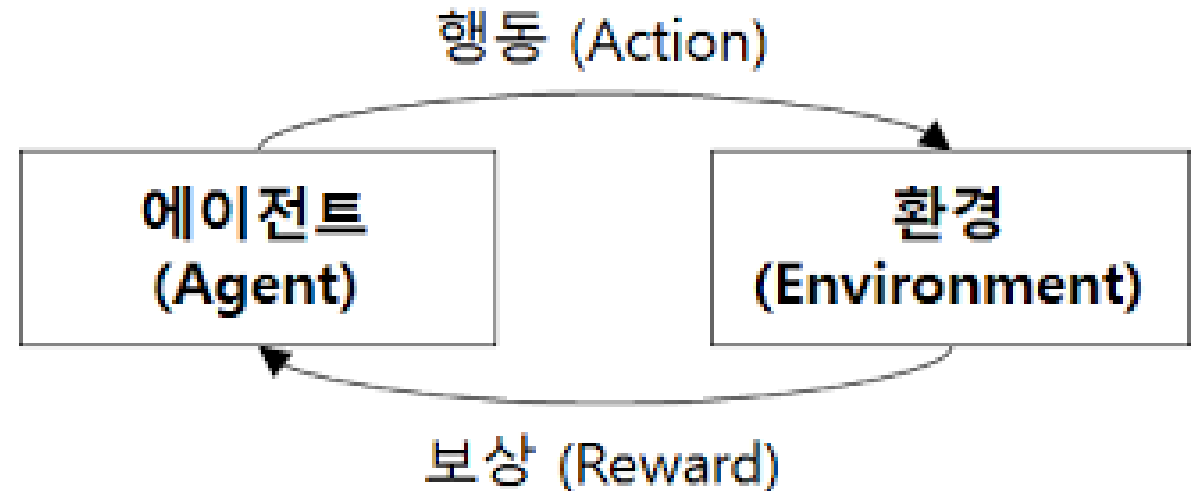 행동 (Action)
에이전트
(Agent)
환경
(Environment)
보상 (Reward)